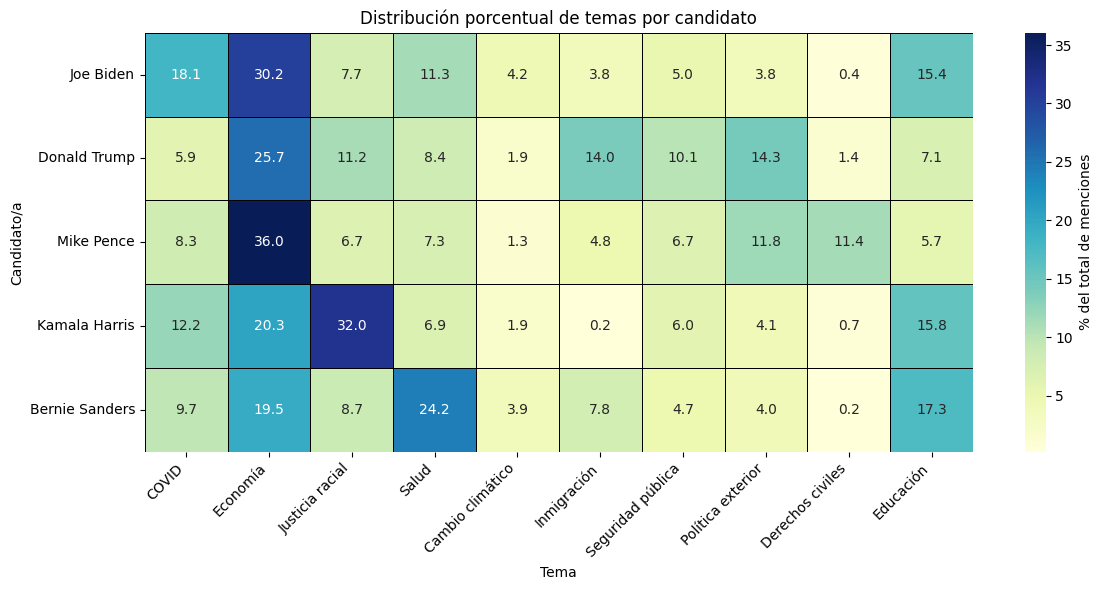 Distribución porcentual de temas por candidato
Candidato/a
Joe Biden 18.1 30.2 7.7 11.3 4.2 3.8 5.0 3.8 0.4 15.4
Donald Trump 5.9 25.7 11.2 8.4 1.9 14.0 10.1 14.3 1.4 7.1
Mike Pence 8.3 36.0 6.7 7.3 1.3 4.8 6.7 11.8 11.4 5.7
Kamala Harris 12.2 20.3 32.0 6.9 1.9 0.2 6.0 4.1 0.7 15.8
Bernie Sanders 9.7 19.5 8.7 24.2 3.9 7.8 4.7 4.0 0.2 17.3
COVID
Economía
Justicia racial
Salud
Cambio climático
Inmigración
Seguridad pública
Política exterior
Derechos civiles
Educación
Tema
35
30
25
20
15
10
5
% del total de menciones